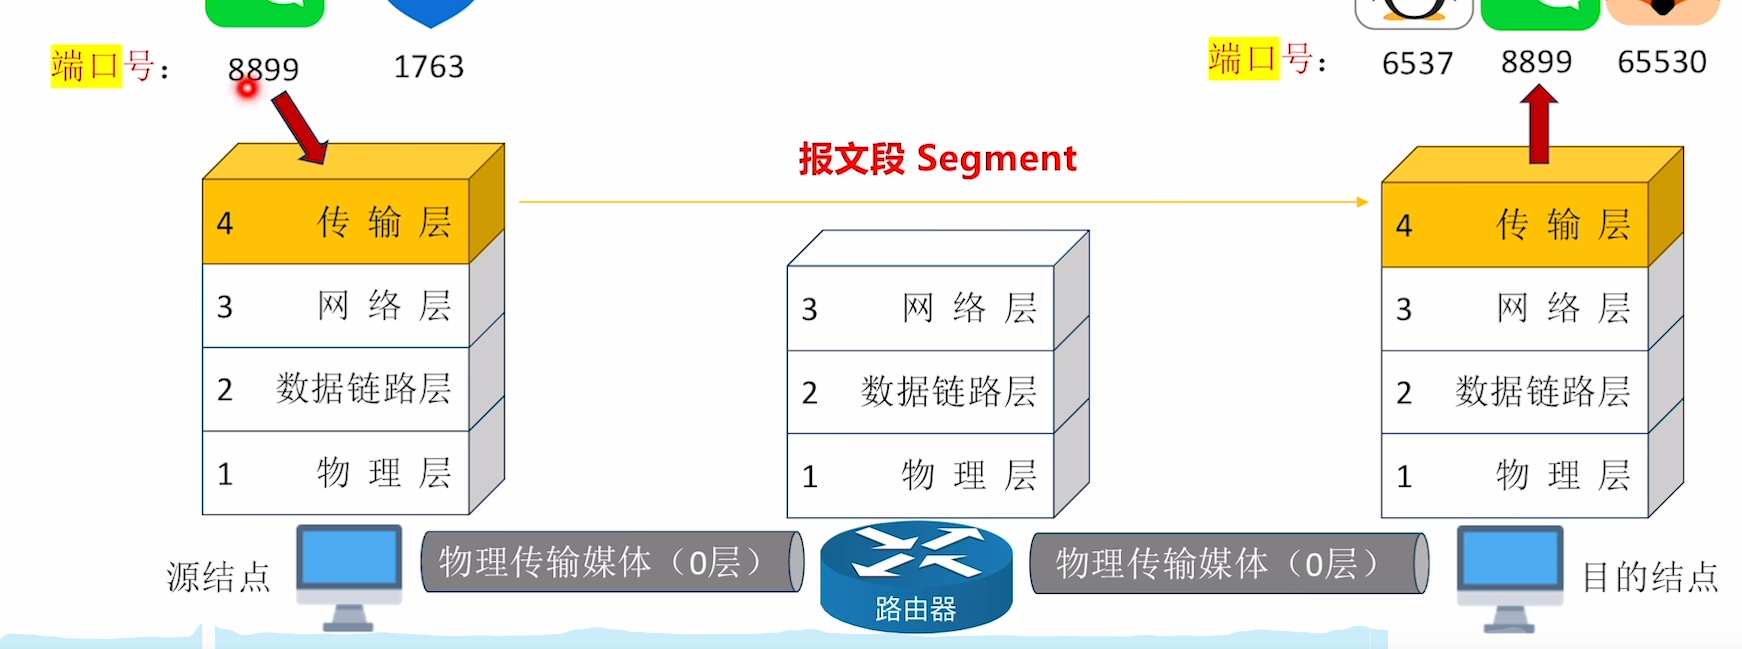 端口号： 8899 1763
端口号： 6537 8899 65530
报文段 Segment
4 传输层
3 网络层
2 数据链路层
1 物理层
3 网络层
2 数据链路层
1 物理层
4 传输层
3 网络层
2 数据链路层
1 物理层
源结点
物理传输媒体（0层）
路由器
物理传输媒体（0层）
目的结点